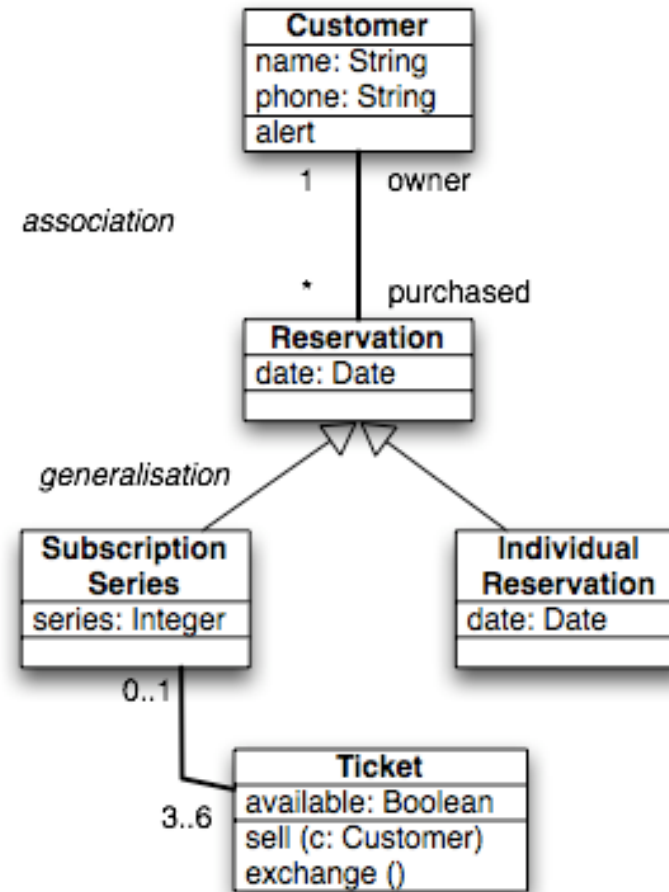 Customer
name: String
phone: String
alert
1 owner
association
* purchased
Reservation
date: Date
generalisation
Subscription
Series
series: Integer
Individual
Reservation
date: Date
0..1
3..6
Ticket
available: Boolean
sell (c: Customer)
exchange ()